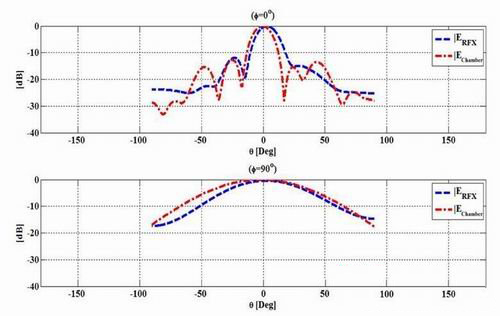 (ϕ=0°)
0
-10
-20
-30
-40
|dB|
-150 -100 -50 0 50 100 150
θ [Deg]
|E_RFX
|E_Chamber
(ϕ=90°)
0
-10
-20
-30
-40
|dB|
-150 -100 -50 0 50 100 150
θ [Deg]
|E_RFX
|E_Chamber